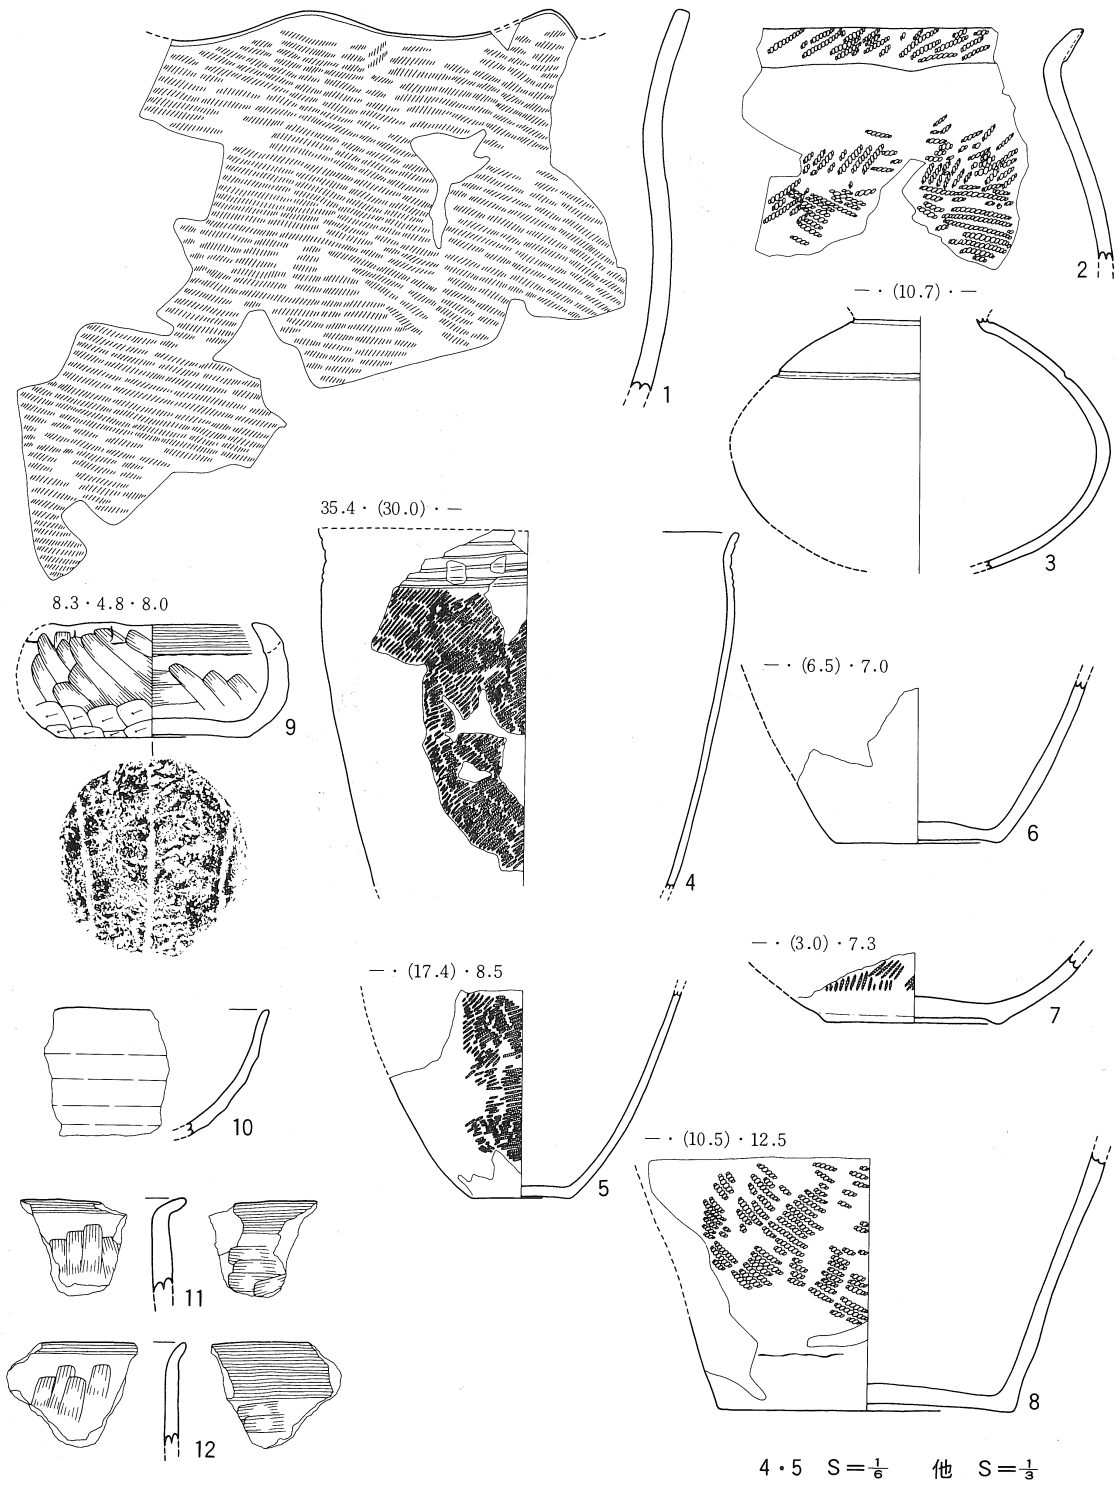 1
2
― · (10.7) · ―
3
35.4 · (30.0) · ―
4
8.3 · 4.8 · 8.0
9
― · (6.5) · 7.0
6
― · (3.0) · 7.3
7
― · (17.4) · 8.5
5
10
― · (10.5) · 12.5
8
11
12
4・5 S=1/6 他 S=1/3